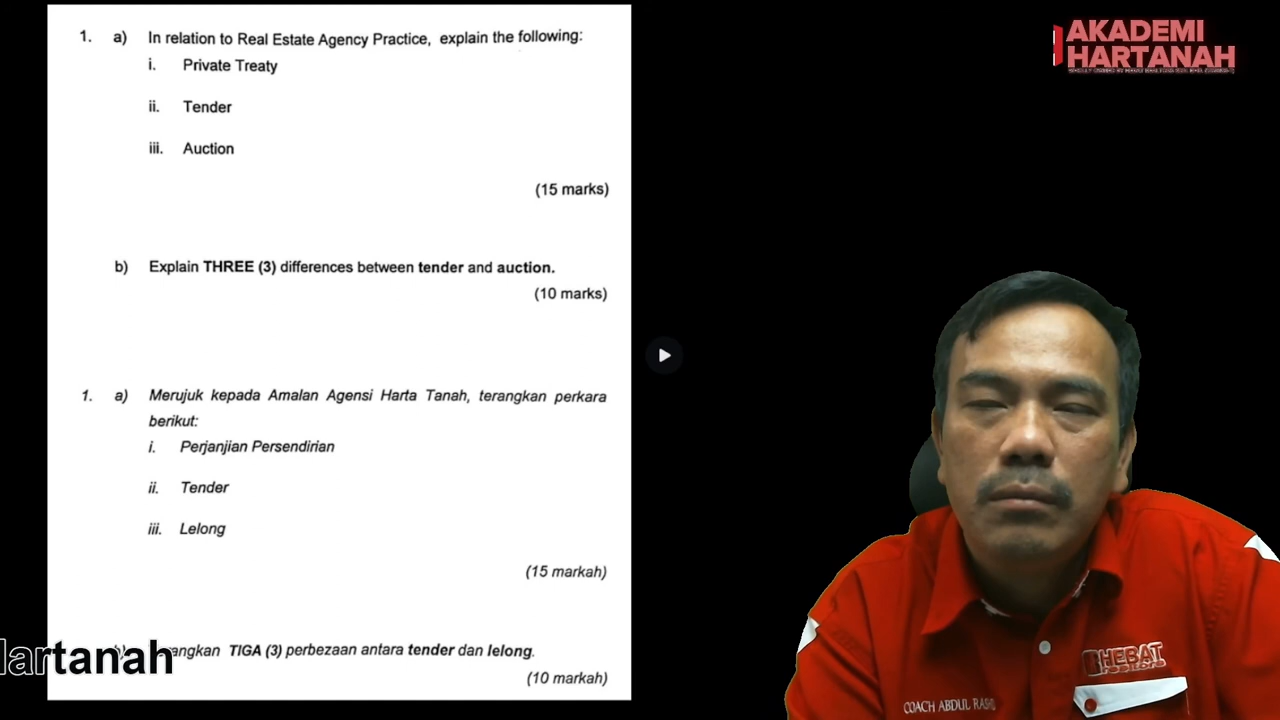 1. a) In relation to Real Estate Agency Practice, explain the following:
i. Private Treaty
ii. Tender
iii. Auction
(15 marks)
b) Explain THREE (3) differences between tender and auction.
(10 marks)
1. a) Merujuk kepada Amalan Agensi Harta Tanah, terangkan perkara
berikut:
i. Perjanjian Persendirian
ii. Tender
iii. Lelong
(15 markah)
TIGA (3) perbezaan antara tender dan lelong.
(10 markah)
Hartanah
AKADEMI
HARTANAH
HEBAT
COACH ABDUL